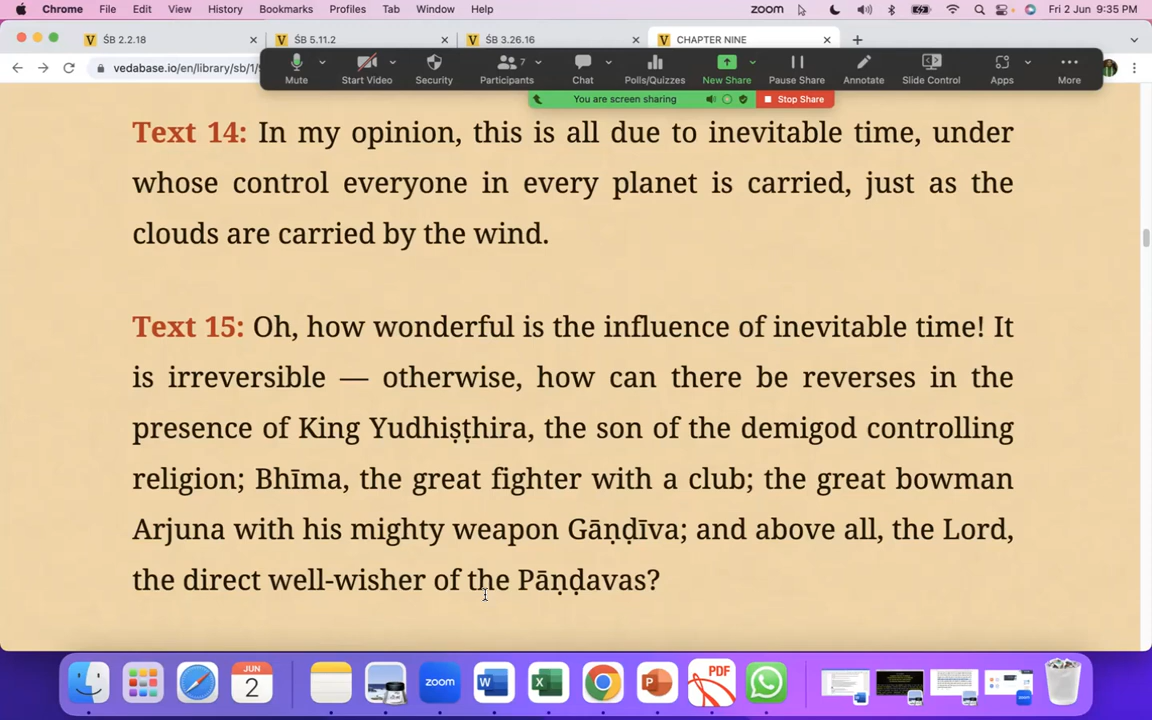 Chrome File Edit View History Bookmarks Profiles Tab Window Help zoom Fri 2 Jun 9:35 PM
ŚB 2.2.18 ŚB 5.11.2 ŚB 3.26.16 CHAPTER NINE
vedabase.io/en/library/sb/1/
Mute Start Video Security Participants 7 Chat Polls/Quizzes New Share Pause Share Annotate Slide Control Apps More
You are screen sharing Stop Share
Text 14: In my opinion, this is all due to inevitable time, under
whose control everyone in every planet is carried, just as the
clouds are carried by the wind.
Text 15: Oh, how wonderful is the influence of inevitable time! It
is irreversible — otherwise, how can there be reverses in the
presence of King Yudhiṣṭhira, the son of the demigod controlling
religion; Bhīma, the great fighter with a club; the great bowman
Arjuna with his mighty weapon Gāṇḍīva; and above all, the Lord,
the direct well-wisher of the Pāṇḍavas?
JUN
2
zoom
W
X
P
PDF